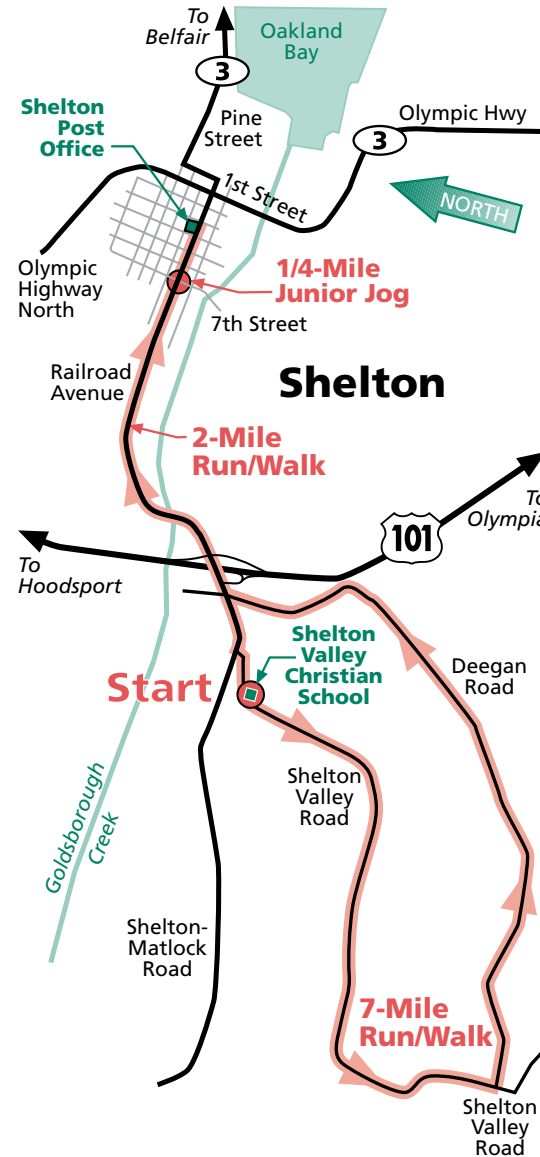 To
Belfair
Oakland
Bay
3
Shelton
Post
Office
Pine
Street
Olympic Hwy
3
1st Street
NORTH
Olympic
Highway
North
1/4-Mile
Junior Jog
7th Street
Railroad
Avenue
Shelton
2-Mile
Run/Walk
101
To
Olympia
To
Hoodsport
Shelton
Valley
Christian
School
Start
Deegan
Road
Shelton
Valley
Road
Goldsborough
Creek
Shelton-
Matlock
Road
7-Mile
Run/Walk
Shelton
Valley
Road